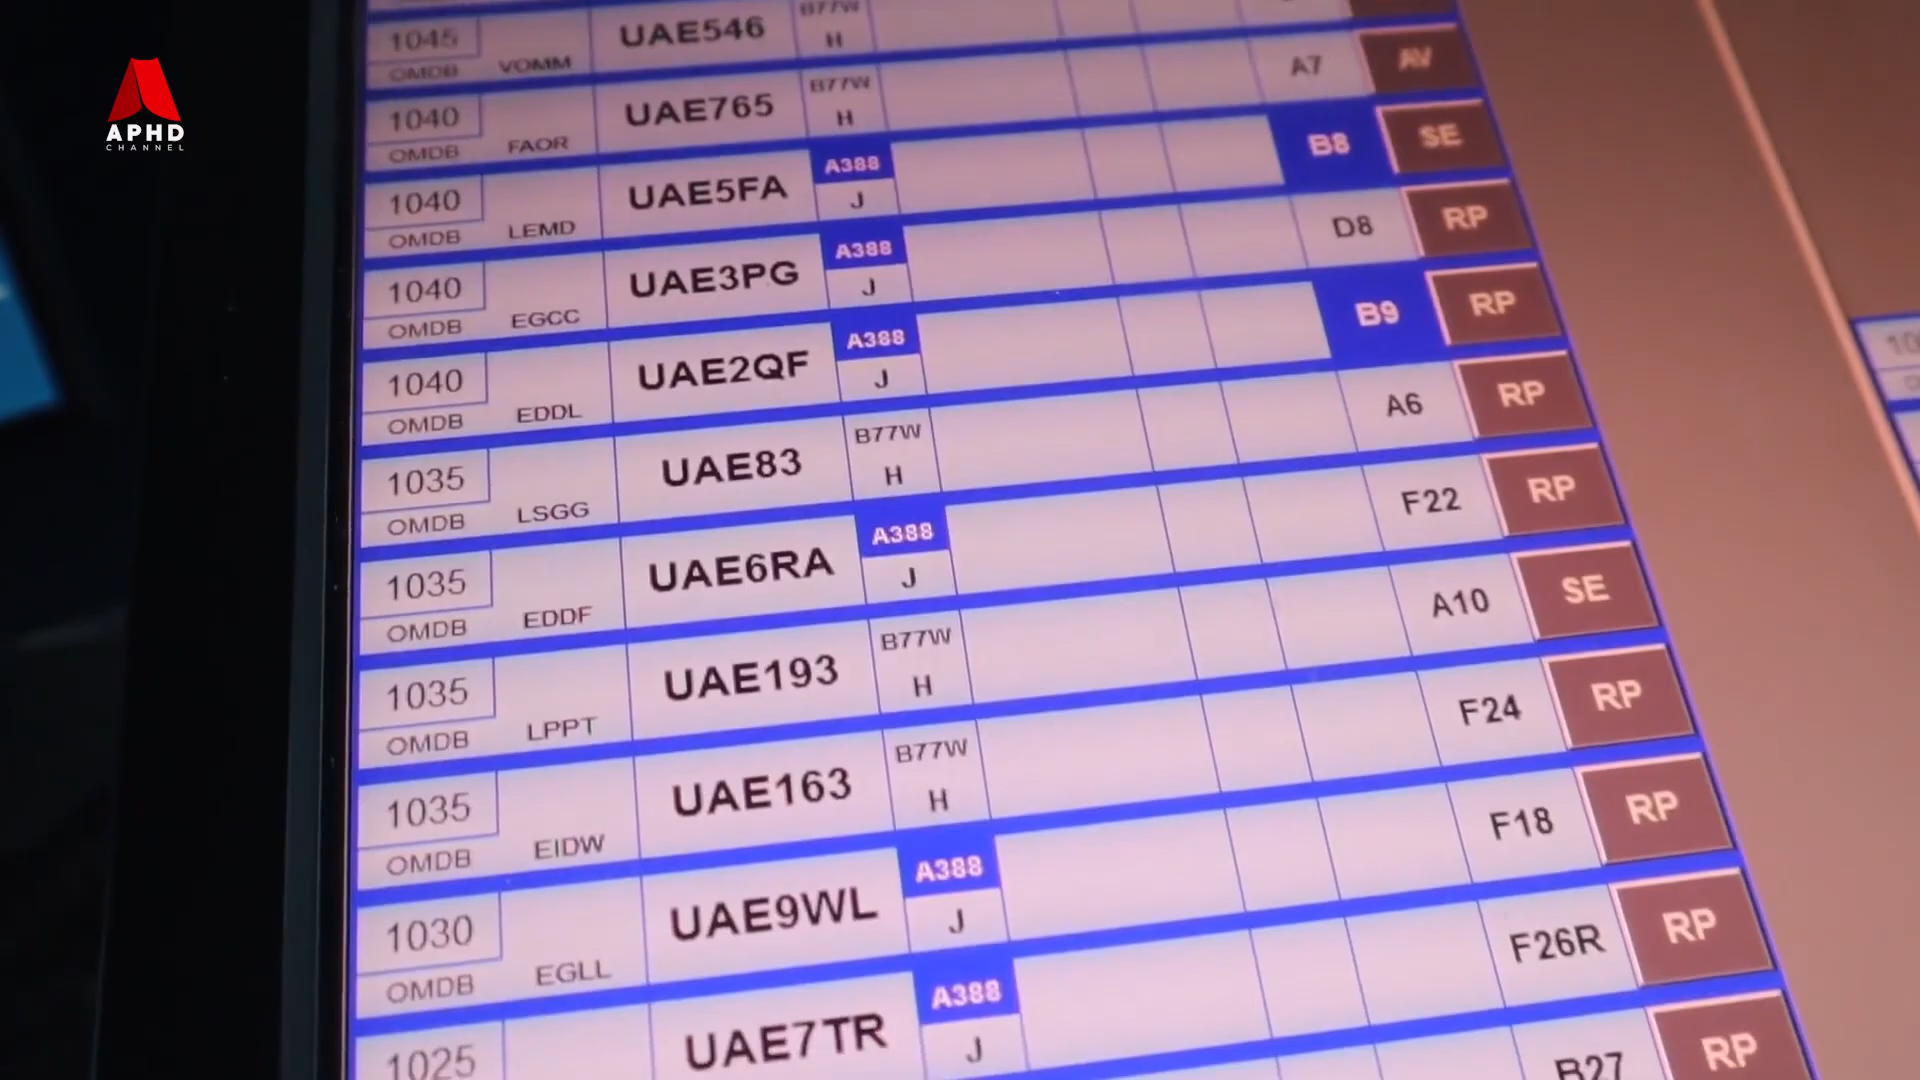 APHD
CHANNEL
1045 UAE546 B77W
OMDB VOMM H
1040 UAE765 B77W A7 AV
OMDB FAOR H
1040 UAE5FA A388 B8 SE
OMDB LEMD J
1040 UAE3PG A388 D8 RP
OMDB EGCC J
1040 UAE2QF A388 B9 RP
OMDB EDDL J
1035 UAE83 B77W A6 RP
OMDB LSGG H
1035 UAE6RA A388 F22 RP
OMDB EDDF J
1035 UAE193 B77W A10 SE
OMDB LPPT H
1035 UAE163 B77W F24 RP
OMDB EIDW H
1030 UAE9WL A388 F18 RP
OMDB EGLL J
1025 UAE7TR A388 F26R RP
J
B27 RP